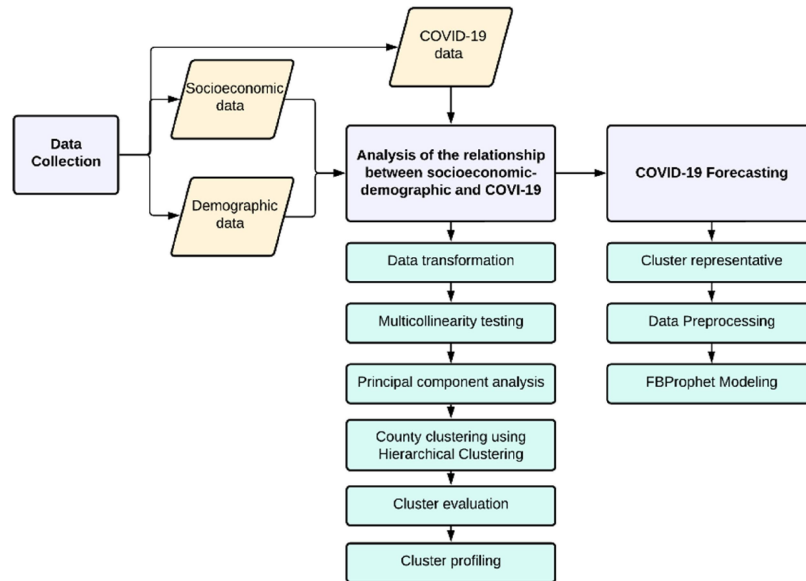 COVID-19
data
Socioeconomic
data
Data
Collection
Demographic
data
Analysis of the relationship
between socioeconomic-
demographic and COVI-19
COVID-19 Forecasting
Data transformation
Multicollinearity testing
Principal component analysis
County clustering using
Hierarchical Clustering
Cluster evaluation
Cluster profiling
Cluster representative
Data Preprocessing
FBProphet Modeling